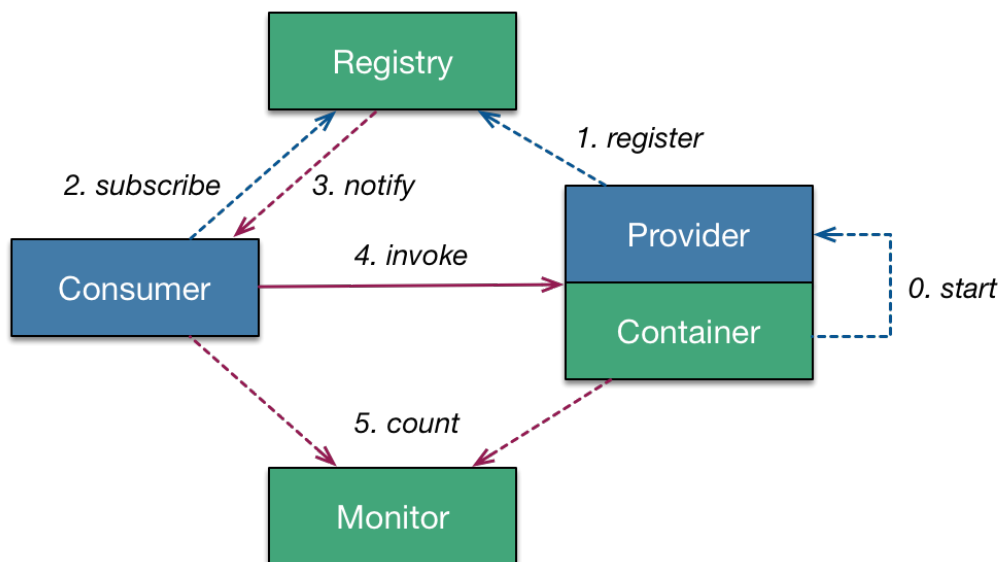 Registry
1. register
2. subscribe
3. notify
Provider
4. invoke
Consumer
0. start
Container
5. count
Monitor